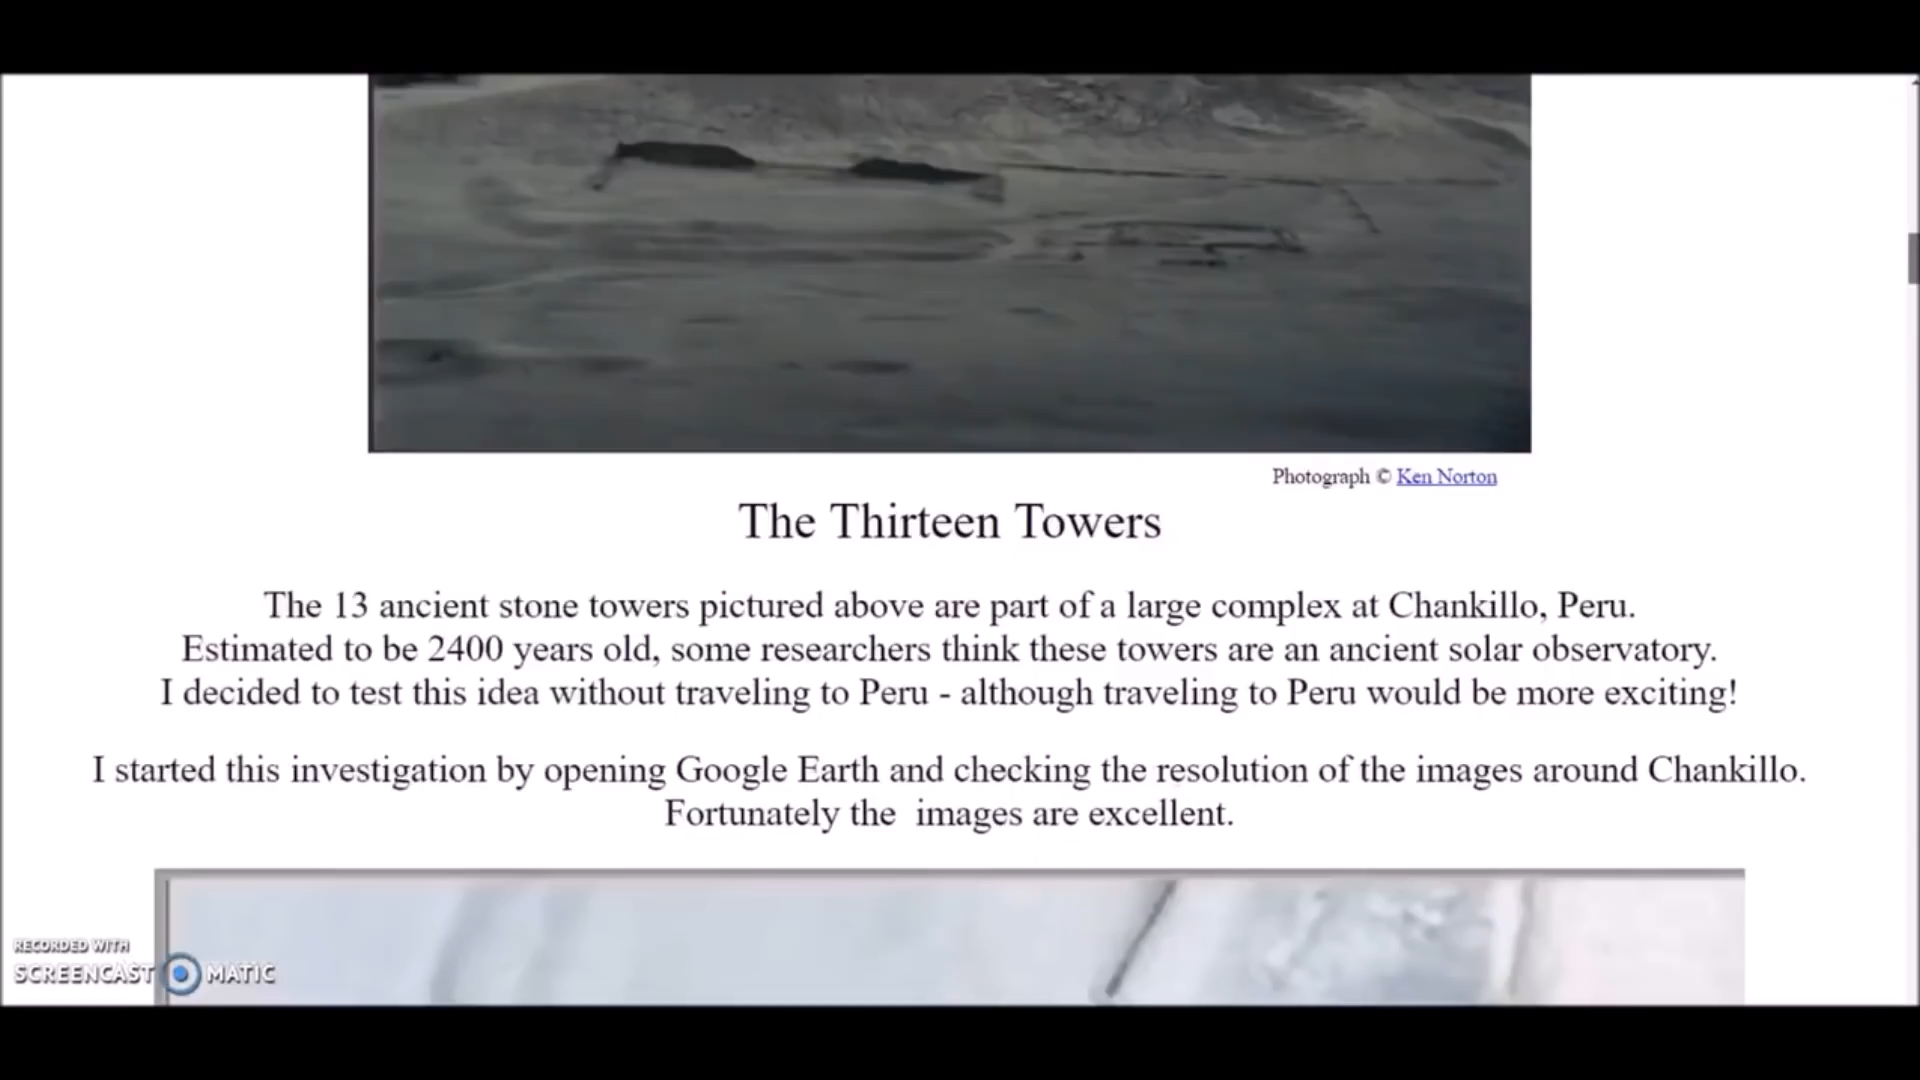 Photograph © Ken Norton
The Thirteen Towers
The 13 ancient stone towers pictured above are part of a large complex at Chankillo, Peru.
Estimated to be 2400 years old, some researchers think these towers are an ancient solar observatory.
I decided to test this idea without traveling to Peru - although traveling to Peru would be more exciting!
I started this investigation by opening Google Earth and checking the resolution of the images around Chankillo.
Fortunately the  images are excellent.
RECORDED WITH
SCREENCAST MATIC